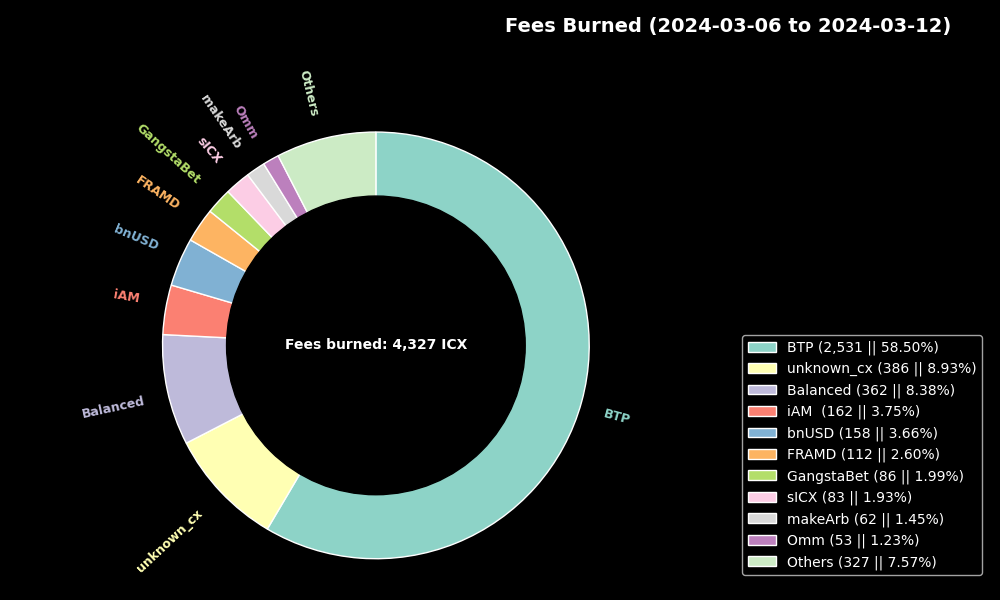 Fees Burned (2024-03-06 to 2024-03-12)
Others
Omm
makeArb
sICX
GangstaBet
FRAMD
bnUSD
iAM
Balanced
unknown_cx
BTP
Fees burned: 4,327 ICX
BTP (2,531 || 58.50%)
unknown_cx (386 || 8.93%)
Balanced (362 || 8.38%)
iAM  (162 || 3.75%)
bnUSD (158 || 3.66%)
FRAMD (112 || 2.60%)
GangstaBet (86 || 1.99%)
sICX (83 || 1.93%)
makeArb (62 || 1.45%)
Omm (53 || 1.23%)
Others (327 || 7.57%)